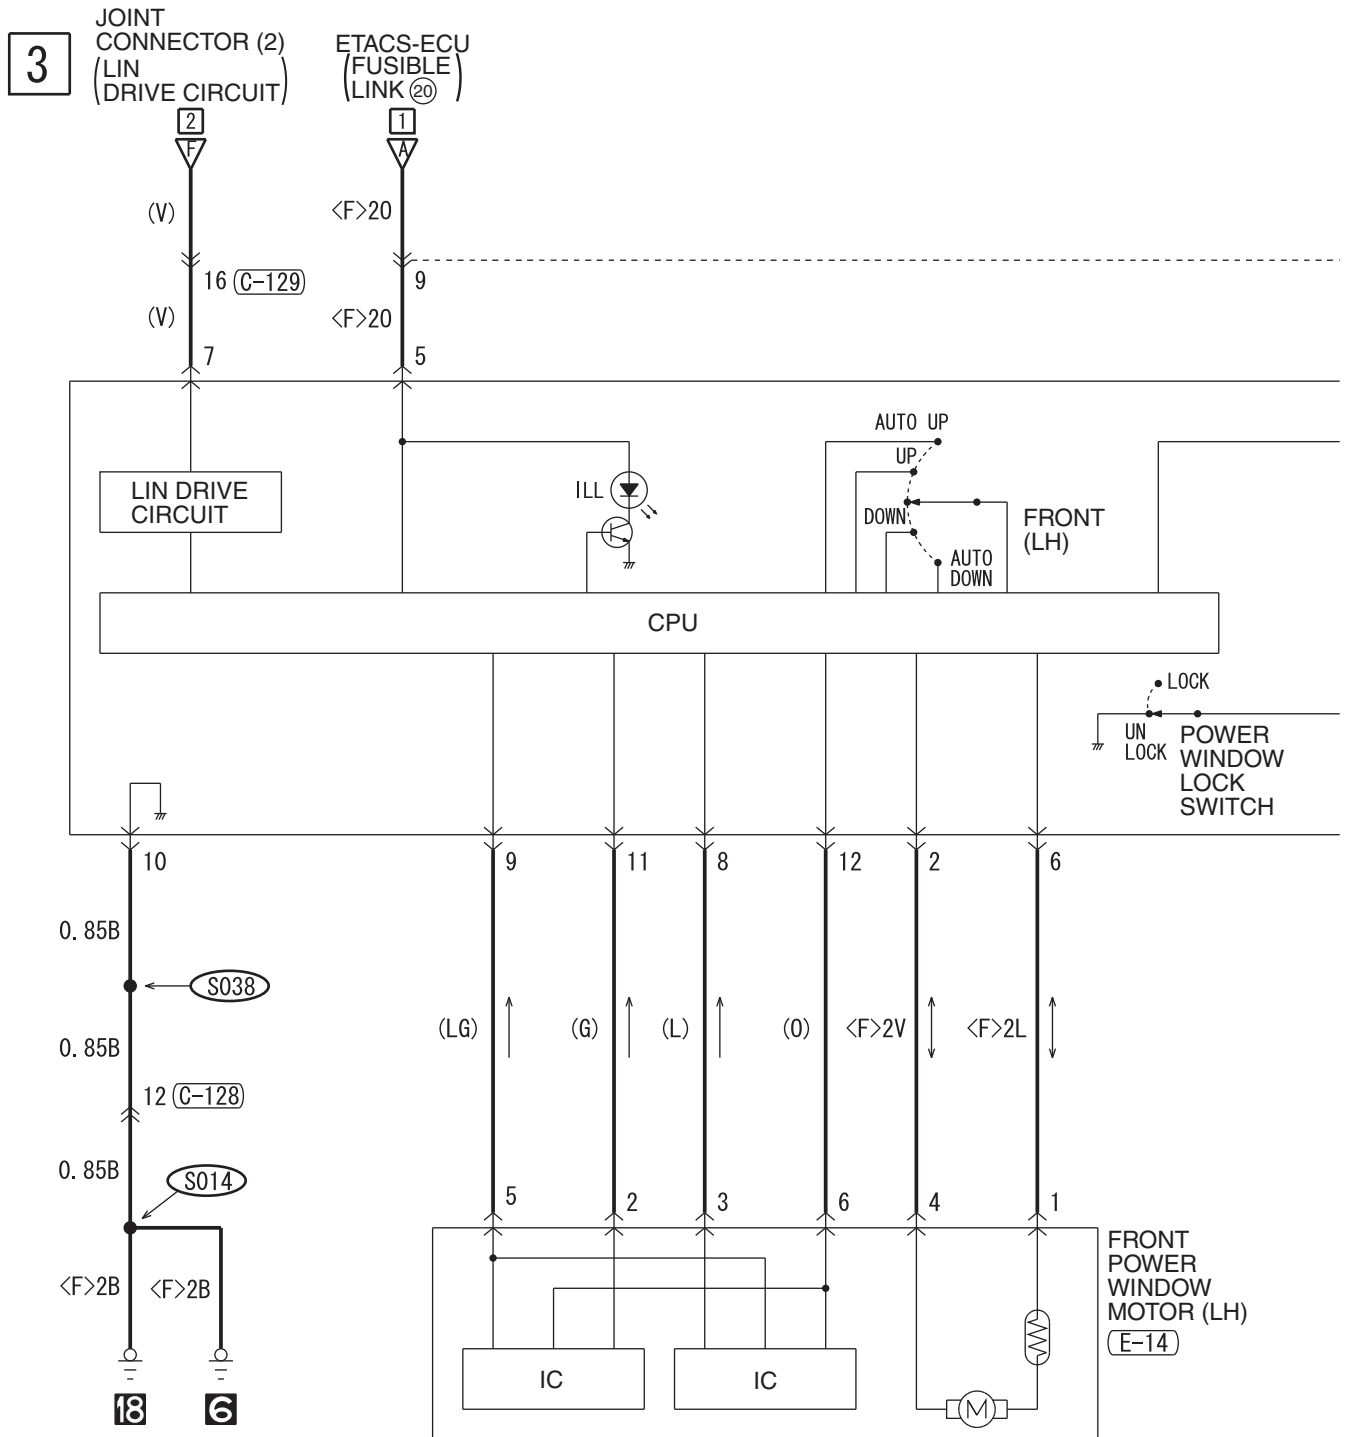 3
JOINT
CONNECTOR (2)
(LIN
DRIVE CIRCUIT)
ETACS-ECU
(FUSIBLE
LINK ⑳)
2
F
1
A
(V)
<F>20
16 (C-129)
9
(V)
<F>20
7
5
LIN DRIVE
CIRCUIT
ILL
AUTO UP
UP
DOWN
AUTO
DOWN
FRONT
(LH)
CPU
LOCK
UN
LOCK
POWER
WINDOW
LOCK
SWITCH
10
9
11
8
12
2
6
0.85B
S038
(LG)
(G)
(L)
(O)
<F>2V
<F>2L
0.85B
12 (C-128)
0.85B
S014
5
2
3
6
4
1
<F>2B
<F>2B
FRONT
POWER
WINDOW
MOTOR (LH)
E-14
IC
IC
M
18
6